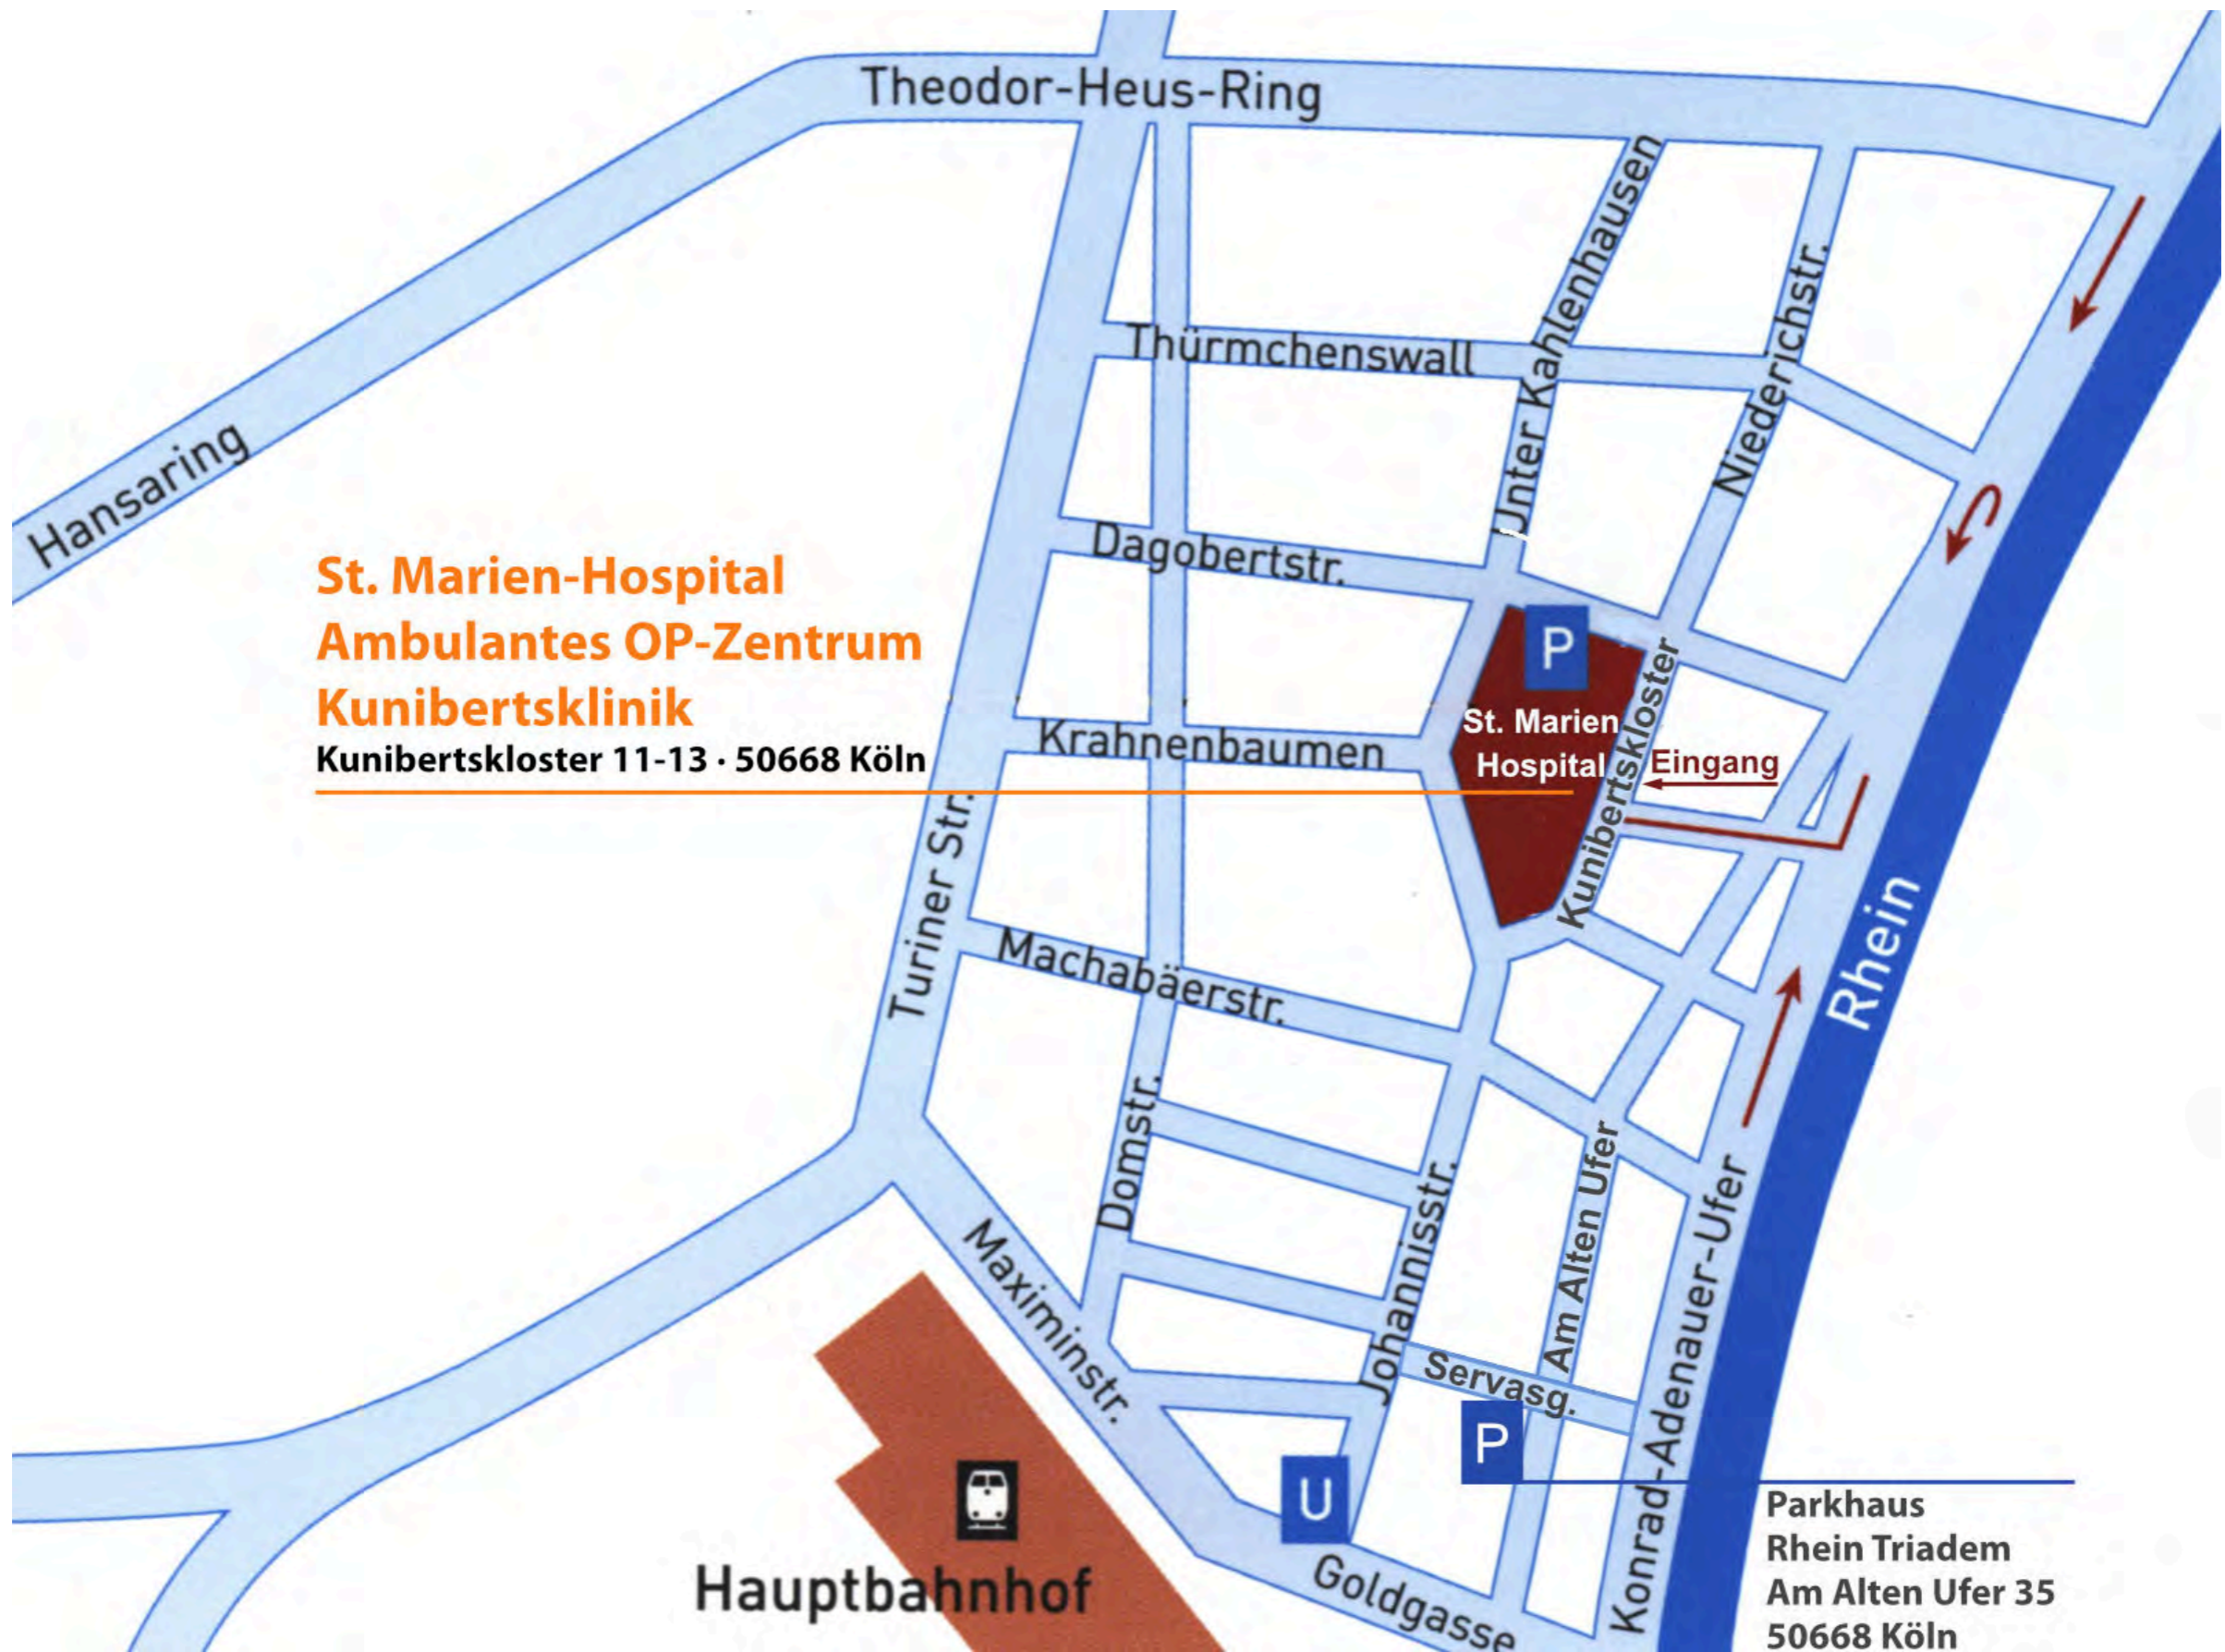 Theodor-Heus-Ring
Hansaring
Unter Kahlenhausen
Niederichstr.
Thürmchenswall
Dagobertstr.
St. Marien-Hospital
Ambulantes OP-Zentrum
Kunibertsklinik
Kunibertskloster 11-13 · 50668 Köln
P
St. Marien
Hospital
Kunibertskloster
Eingang
Krahnenbaumen
Turiner Str.
Machabäerstr.
Rhein
Domstr.
Johannisstr.
Am Alten Ufer
Konrad-Adenauer-Ufer
Maximinstr.
Servasg.
P
U
Hauptbahnhof
Goldgasse
Parkhaus
Rhein Triadem
Am Alten Ufer 35
50668 Köln